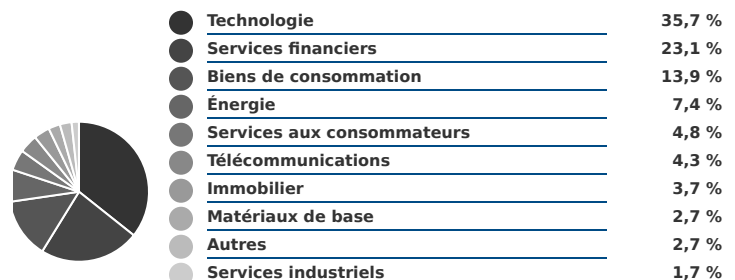 Technologie 35,7 %
Services financiers 23,1 %
Biens de consommation 13,9 %
Énergie 7,4 %
Services aux consommateurs 4,8 %
Télécommunications 4,3 %
Immobilier 3,7 %
Matériaux de base 2,7 %
Autres 2,7 %
Services industriels 1,7 %